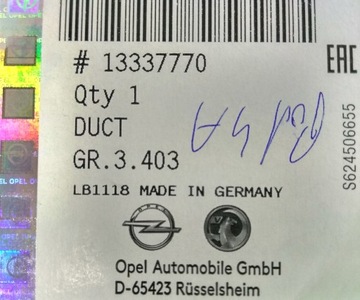 # 13337770
Qty 1
DUCT
GR.3.403
LB1118 MADE IN GERMANY
Opel Automobile GmbH
D-65423 Rüsselsheim
EAC
S624506655